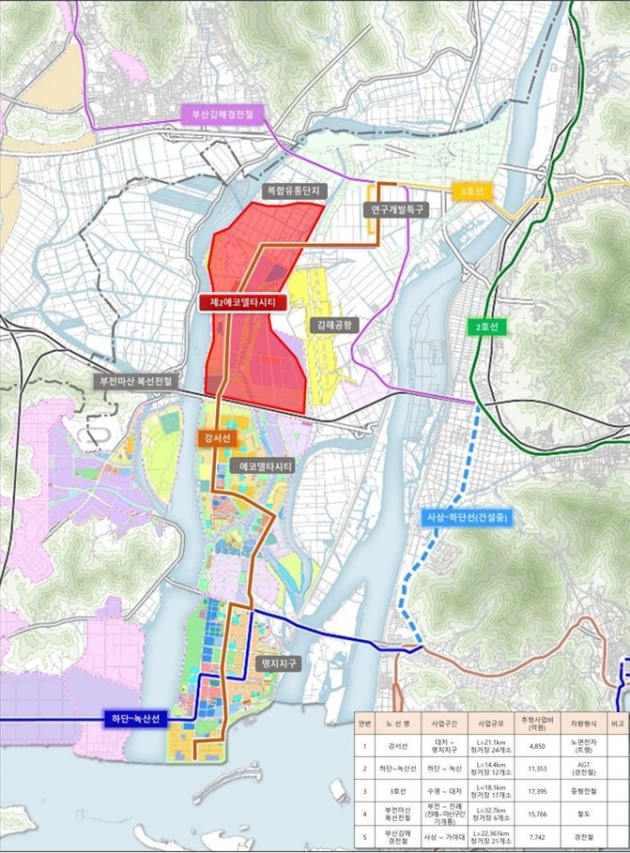 부산김해경전철
복합유통단지
3호선
연구개발특구
제2에코델타시티
김해공항
2호선
부전마산 복선전철
강서선
에코델타시티
사상~하단선(건설중)
명지지구
하단~녹산선
연번 노 선 명 사업구간 사업규모 추정사업비 (억원) 차량형식 비고
1 강서선 대저 ~ 명지지구 L=21.1km 정거장 24개소 4,850 노면전차 (트램)
2 하단~녹산선 하단 ~ 녹산 L=14.4km 정거장 12개소 11,353 AGT (경전철)
3 3호선 수영 ~ 대저 L=18.1km 정거장 17개소 17,395 중형전철
4 부전마산 복선전철 부전 ~ 진례 (진례~마산구간 기개통) L=32.7km 정거장 6개소 15,766 철도
5 부산김해 경전철 사상 ~ 가야대 L=22.361km 정거장 21개소 7,742 경전철